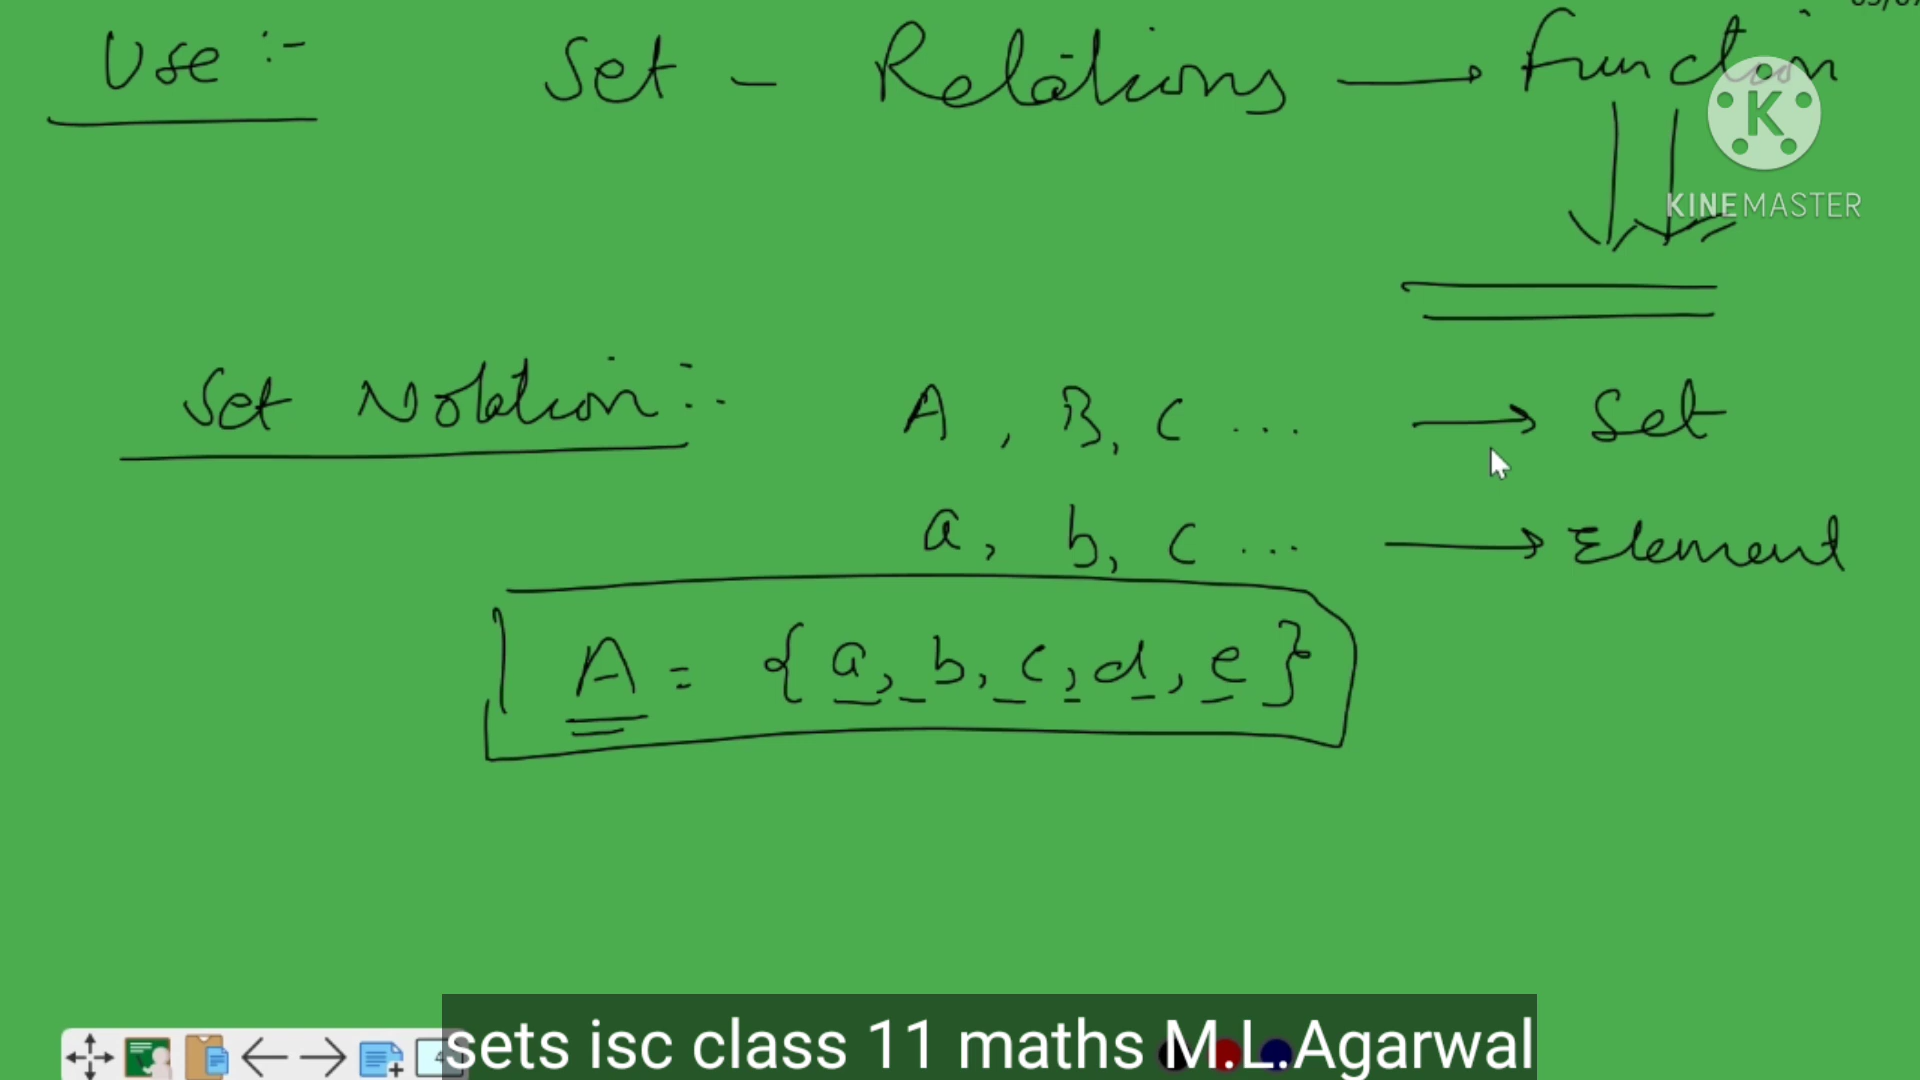 Use :-
Set - Relations → Function
K
KINEMASTER
Set Notation :-
A, B, C ... → Set
a, b, c ... → Element
A = {a, b, c, d, e}
sets isc class 11 maths M.L.Agarwal